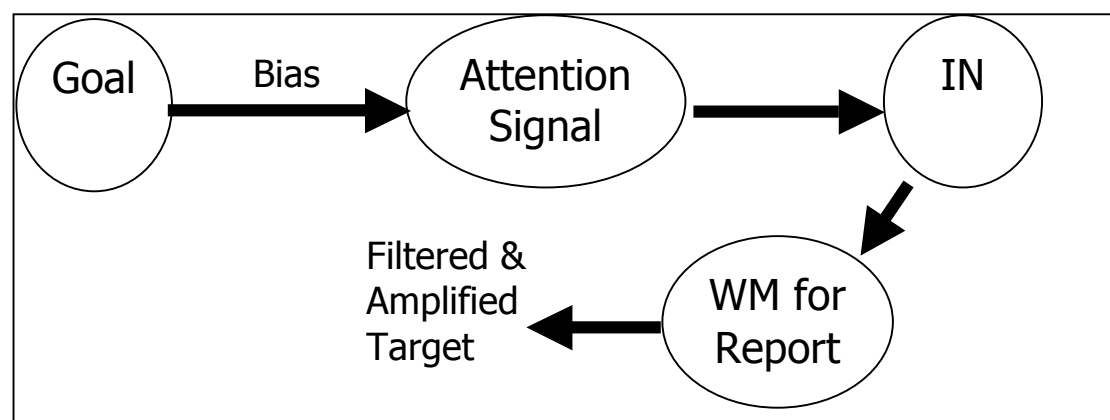 Goal
Bias
Attention
Signal
IN
Filtered &
Amplified
Target
WM for
Report